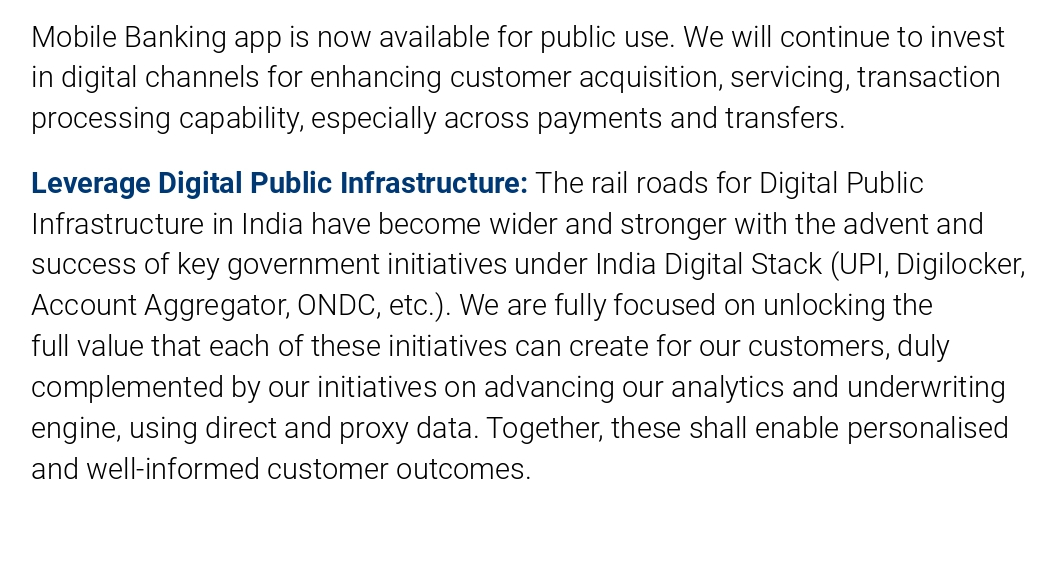 Mobile Banking app is now available for public use. We will continue to invest
in digital channels for enhancing customer acquisition, servicing, transaction
processing capability, especially across payments and transfers.
Leverage Digital Public Infrastructure: The rail roads for Digital Public
Infrastructure in India have become wider and stronger with the advent and
success of key government initiatives under India Digital Stack (UPI, Digilocker,
Account Aggregator, ONDC, etc.). We are fully focused on unlocking the
full value that each of these initiatives can create for our customers, duly
complemented by our initiatives on advancing our analytics and underwriting
engine, using direct and proxy data. Together, these shall enable personalised
and well-informed customer outcomes.